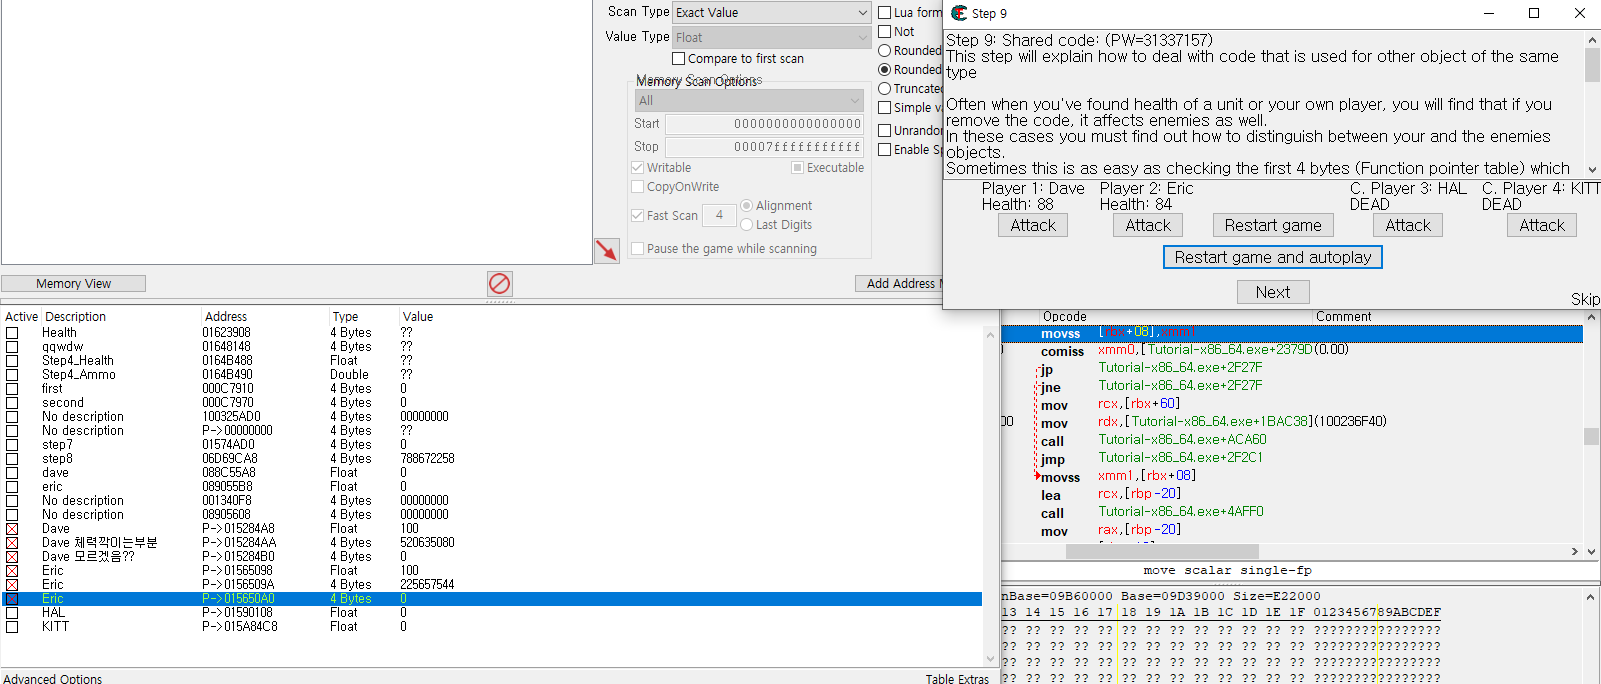 Scan Type Exact Value
Value Type Float
Compare to first scan
Memory Scan Options
Memory Scan Options
All
Start 0000000000000000
Stop 00007fffffffffff
Writable Executable
CopyOnWrite
Fast Scan 4 Alignment
Last Digits
Pause the game while scanning
Lua form
Not
Rounded
Rounded
Truncated
Simple v
Unrando
Enable Sp
Memory View
Add Address M
Step 9
Step 9: Shared code: (PW=31337157)
This step will explain how to deal with code that is used for other object of the same
type
Often when you've found health of a unit or your own player, you will find that if you
remove the code, it affects enemies as well.
In these cases you must find out how to distinguish between your and the enemies
objects.
Sometimes this is as easy as checking the first 4 bytes (Function pointer table) which
Player 1: Dave Player 2: Eric C. Player 3: HAL C. Player 4: KITT
Health: 88 Health: 84 DEAD DEAD
Attack Attack Restart game Attack Attack
Restart game and autoplay
Next
Skip
Active Description Address Type Value
Health 01623908 4 Bytes ??
qqwdw 01648148 4 Bytes ??
Step4_Health 0164B488 Float ??
Step4_Ammo 0164B490 Double ??
first 000C7910 4 Bytes 0
second 000C7970 4 Bytes 0
No description 100325AD0 4 Bytes 00000000
No description P->00000000 4 Bytes ??
step7 01574AD0 4 Bytes 0
step8 06D69CA8 4 Bytes 788672258
dave 088C55A8 Float 0
eric 089055B8 Float 0
No description 001340F8 4 Bytes 00000000
No description 08905608 4 Bytes 00000000
Dave P->015284A8 Float 100
Dave 체력깍이는부분 P->015284AA 4 Bytes 520635080
Dave 모르겠음?? P->015284B0 4 Bytes 0
Eric P->01565098 Float 100
Eric P->0156509A 4 Bytes 225657544
Eric P->015650A0 4 Bytes 0
HAL P->01590108 Float 0
KITT P->015A84C8 Float 0
Advanced Options Table Extras
Opcode Comment
movss [rbx+08],xmm
comiss xmm0,[Tutorial-x86_64.exe+2379D(0.00)
jp Tutorial-x86_64.exe+2F27F
jne Tutorial-x86_64.exe+2F27F
mov rcx,[rbx+60]
00 mov rdx,[Tutorial-x86_64.exe+1BAC38](100236F40)
call Tutorial-x86_64.exe+ACA60
jmp Tutorial-x86_64.exe+2F2C1
movss xmm1,[rbx+08]
lea rcx,[rbp-20]
call Tutorial-x86_64.exe+4AFF0
mov rax,[rbp-20]
move scalar single-fp
nBase=09B60000 Base=09D39000 Size=E22000
13 14 15 16 17 18 19 1A 1B 1C 1D 1E 1F 0123456789ABCDEF
?? ?? ?? ?? ?? ?? ?? ?? ?? ?? ?? ?? ?? ????????????????
?? ?? ?? ?? ?? ?? ?? ?? ?? ?? ?? ?? ?? ????????????????
?? ?? ?? ?? ?? ?? ?? ?? ?? ?? ?? ?? ?? ????????????????
?? ?? ?? ?? ?? ?? ?? ?? ?? ?? ?? ?? ?? ????????????????